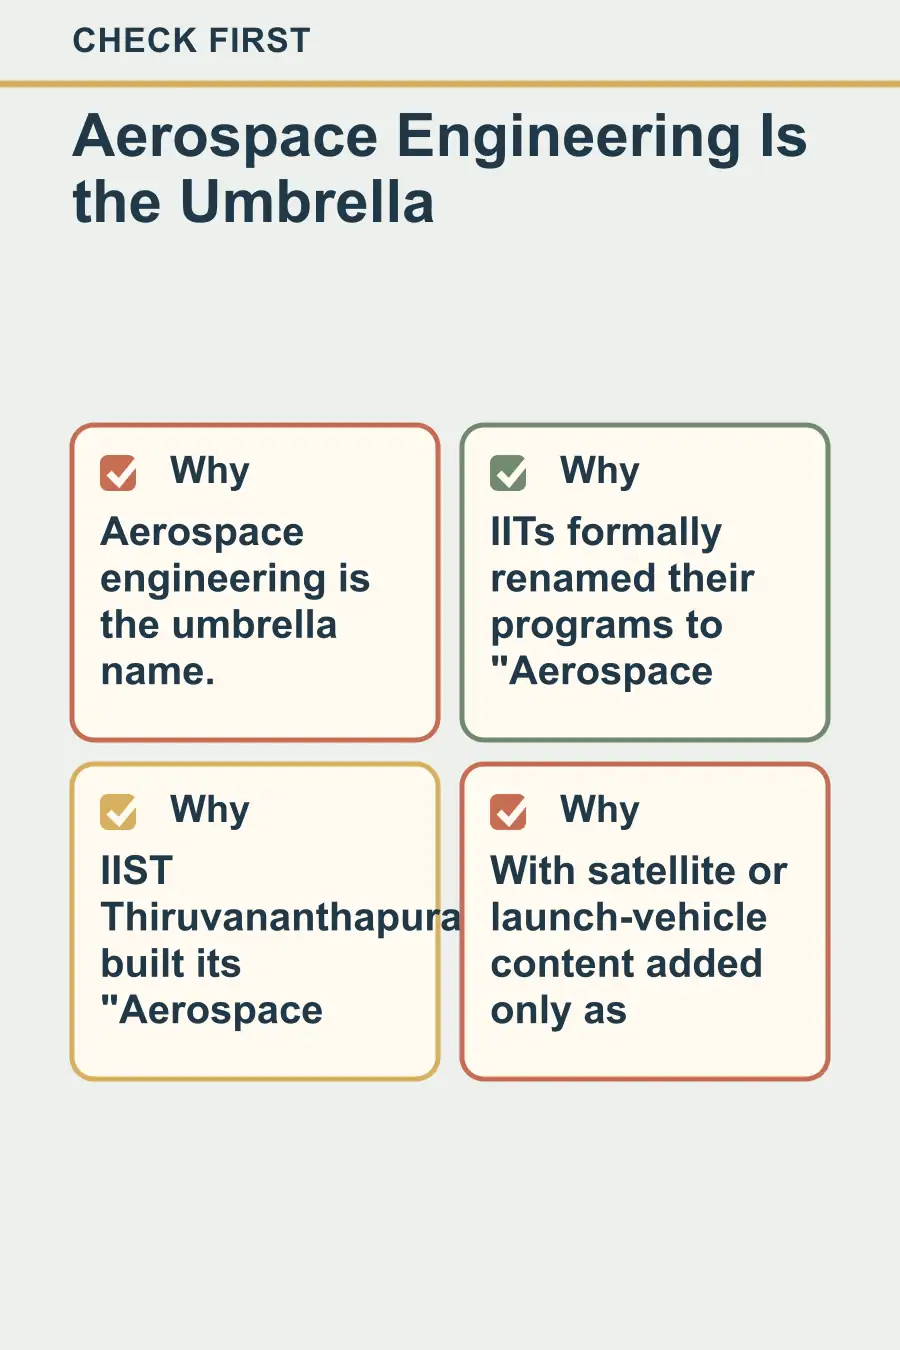 CHECK FIRST
Aerospace Engineering Is
the Umbrella
Why
Aerospace
engineering is
the umbrella
name.
Why
IITs formally
renamed their
programs to
"Aerospace
Why
IIST
Thiruvananthapura
built its
"Aerospace
Why
With satellite or
launch-vehicle
content added
only as